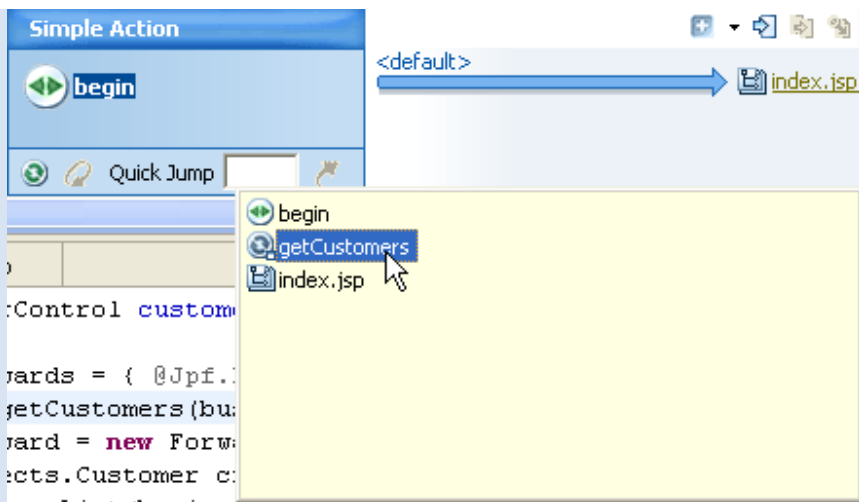 Simple Action
begin
<default>
index.jsp
Quick Jump
begin
getCustomers
index.jsp
rControl custom
wards = { @Jpf.
getCustomers(bu
ward = new Forw
ects.Customer c